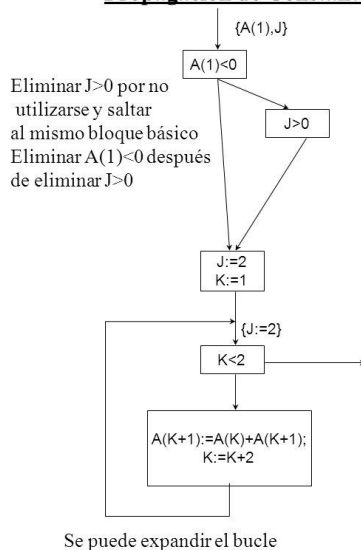 {A(1),J}
A(1)<0
Eliminar J>0 por no
utilizarse y saltar
al mismo bloque básico
Eliminar A(1)<0 después
de eliminar J>0
J>0
J:=2
K:=1
{J:=2}
K<2
A(K+1):=A(K)+A(K+1);
K:=K+2
Se puede expandir el bucle